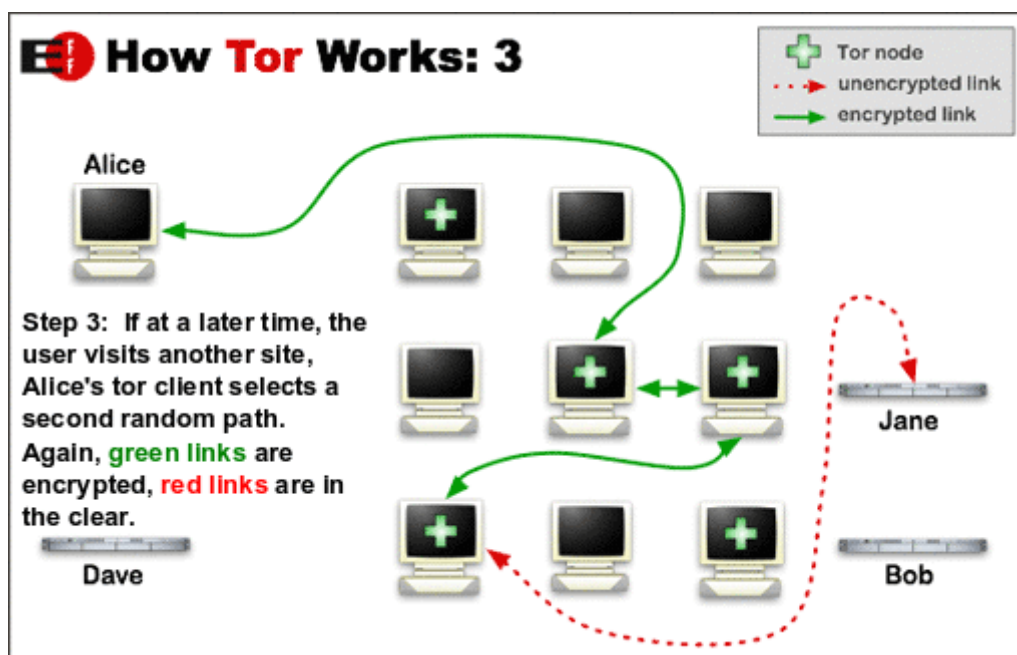 EFF How Tor Works: 3
Tor node
unencrypted link
encrypted link
Alice
Step 3: If at a later time, the
user visits another site,
Alice's tor client selects a
second random path.
Again, green links are
encrypted, red links are in
the clear.
Jane
Dave
Bob